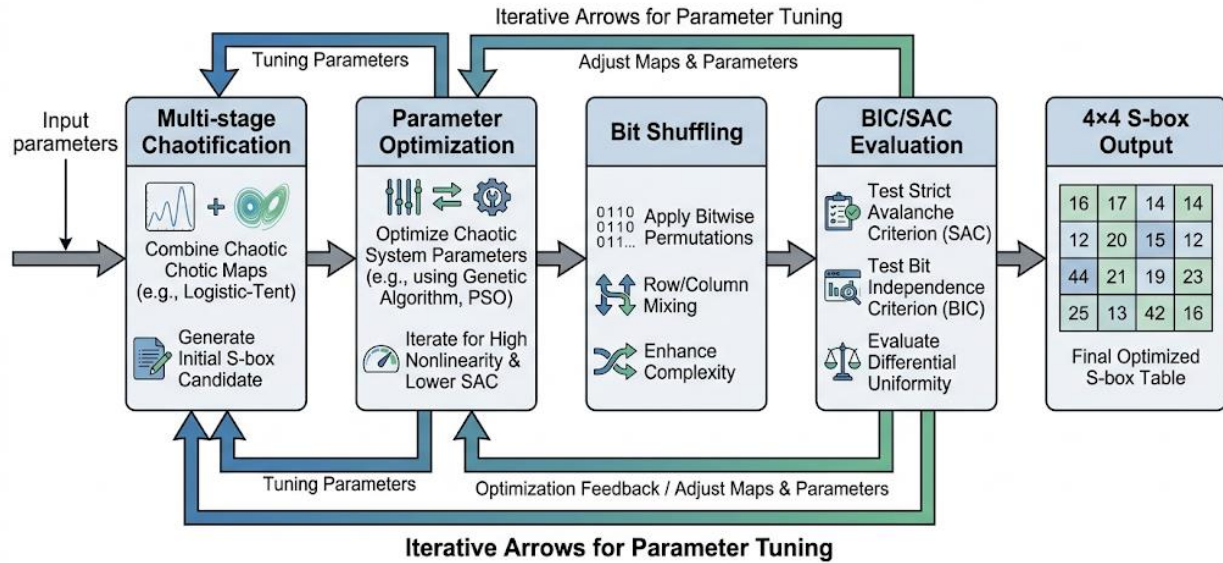 Iterative Arrows for Parameter Tuning
Tuning Parameters
Adjust Maps & Parameters
Input
parameters
Multi-stage
Chaotification
Combine Chaotic
Chotic Maps
(e.g., Logistic-Tent)
Generate
Initial S-box
Candidate
Parameter
Optimization
Optimize Chaotic
System Parameters
(e.g., using Genetic
Algorithm, PSO)
Iterate for High
Nonlinearity &
Lower SAC
Bit Shuffling
0110
0110
011...
Apply Bitwise
Permutations
Row/Column
Mixing
Enhance
Complexity
BIC/SAC
Evaluation
Test Strict
Avalanche
Criterion (SAC)
Test Bit
Independence
Criterion (BIC)
Evaluate
Differential
Uniformity
4×4 S-box
Output
16 17 14 14
12 20 15 12
44 21 19 23
25 13 42 16
Final Optimized
S-box Table
Tuning Parameters
Optimization Feedback / Adjust Maps & Parameters
Iterative Arrows for Parameter Tuning